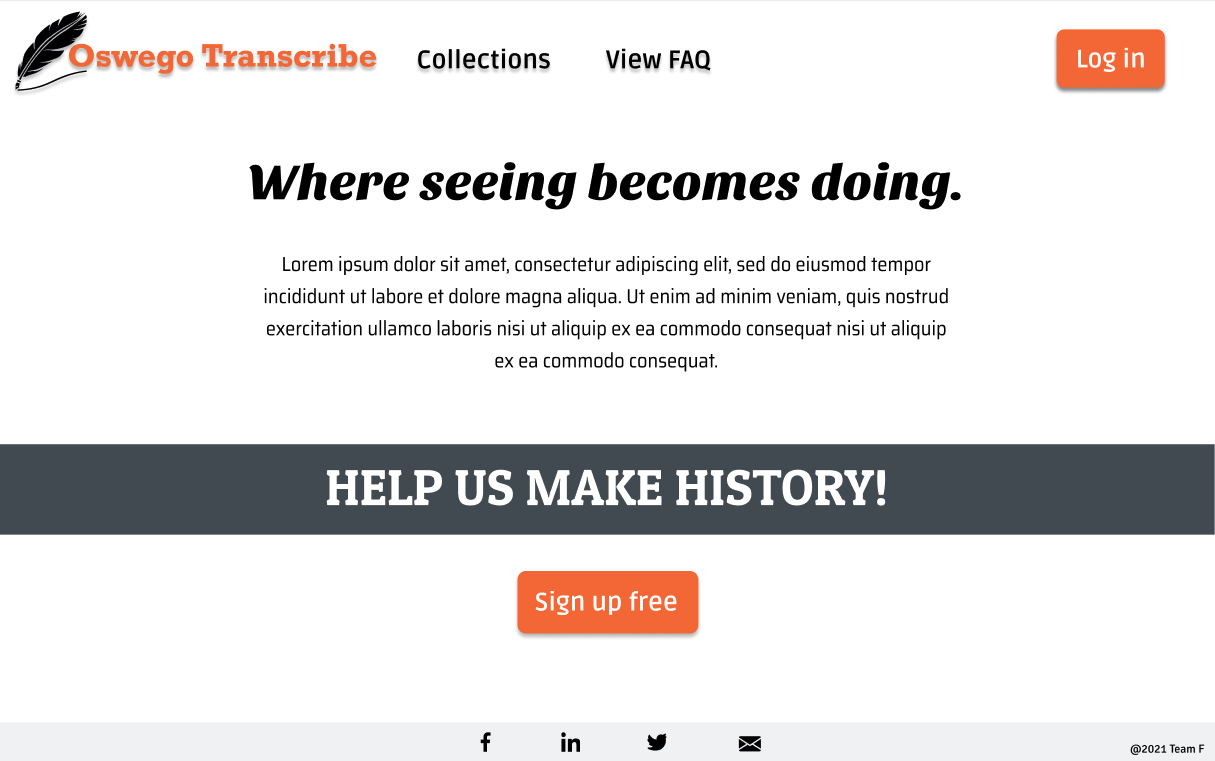 Oswego Transcribe
Collections
View FAQ
Log in
Where seeing becomes doing.
Lorem ipsum dolor sit amet, consectetur adipiscing elit, sed do eiusmod tempor
incididunt ut labore et dolore magna aliqua. Ut enim ad minim veniam, quis nostrud
exercitation ullamco laboris nisi ut aliquip ex ea commodo consequat nisi ut aliquip
ex ea commodo consequat.
HELP US MAKE HISTORY!
Sign up free
@2021 Team F